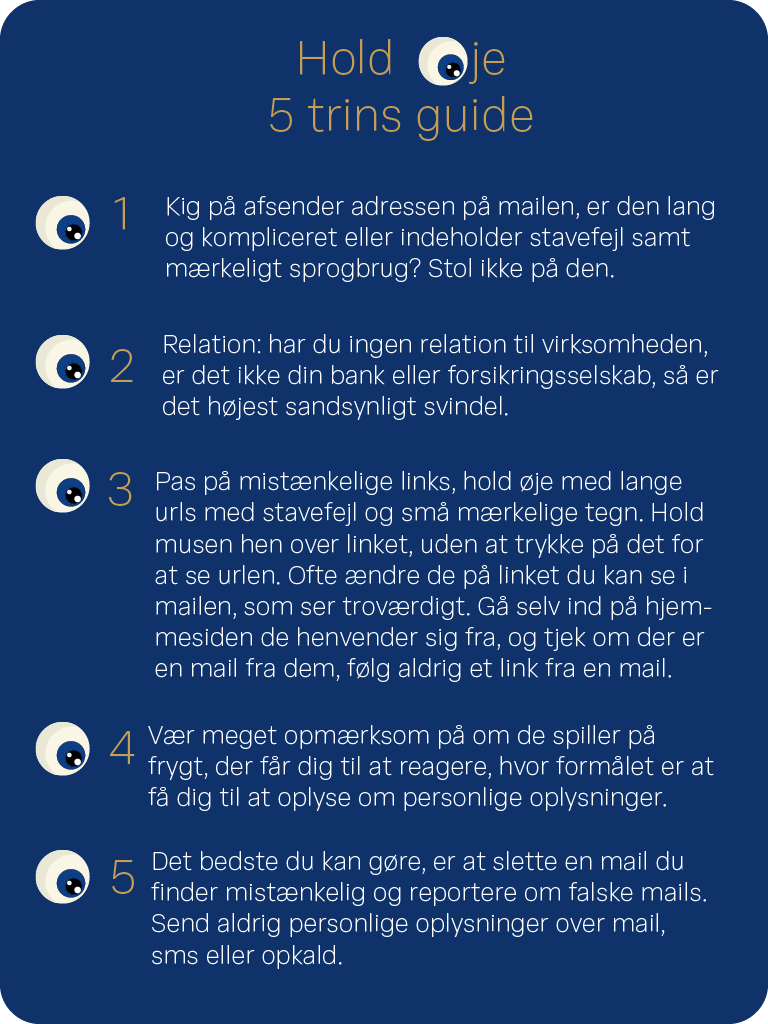 Hold øje
5 trins guide
1 Kig på afsender adressen på mailen, er den lang
og kompliceret eller indeholder stavefejl samt
mærkeligt sprogbrug? Stol ikke på den.
2 Relation: har du ingen relation til virksomheden,
er det ikke din bank eller forsikringsselskab, så er
det højest sandsynligt svindel.
3 Pas på mistænkelige links, hold øje med lange
urls med stavefejl og små mærkelige tegn. Hold
musen hen over linket, uden at trykke på det for
at se urlen. Ofte ændre de på linket du kan se i
mailen, som ser troværdigt. Gå selv ind på hjem-
mesiden de henvender sig fra, og tjek om der er
en mail fra dem, følg aldrig et link fra en mail.
4 Vær meget opmærksom på om de spiller på
frygt, der får dig til at reagere, hvor formålet er at
få dig til at oplyse om personlige oplysninger.
5 Det bedste du kan gøre, er at slette en mail du
finder mistænkelig og reportere om falske mails.
Send aldrig personlige oplysninger over mail,
sms eller opkald.